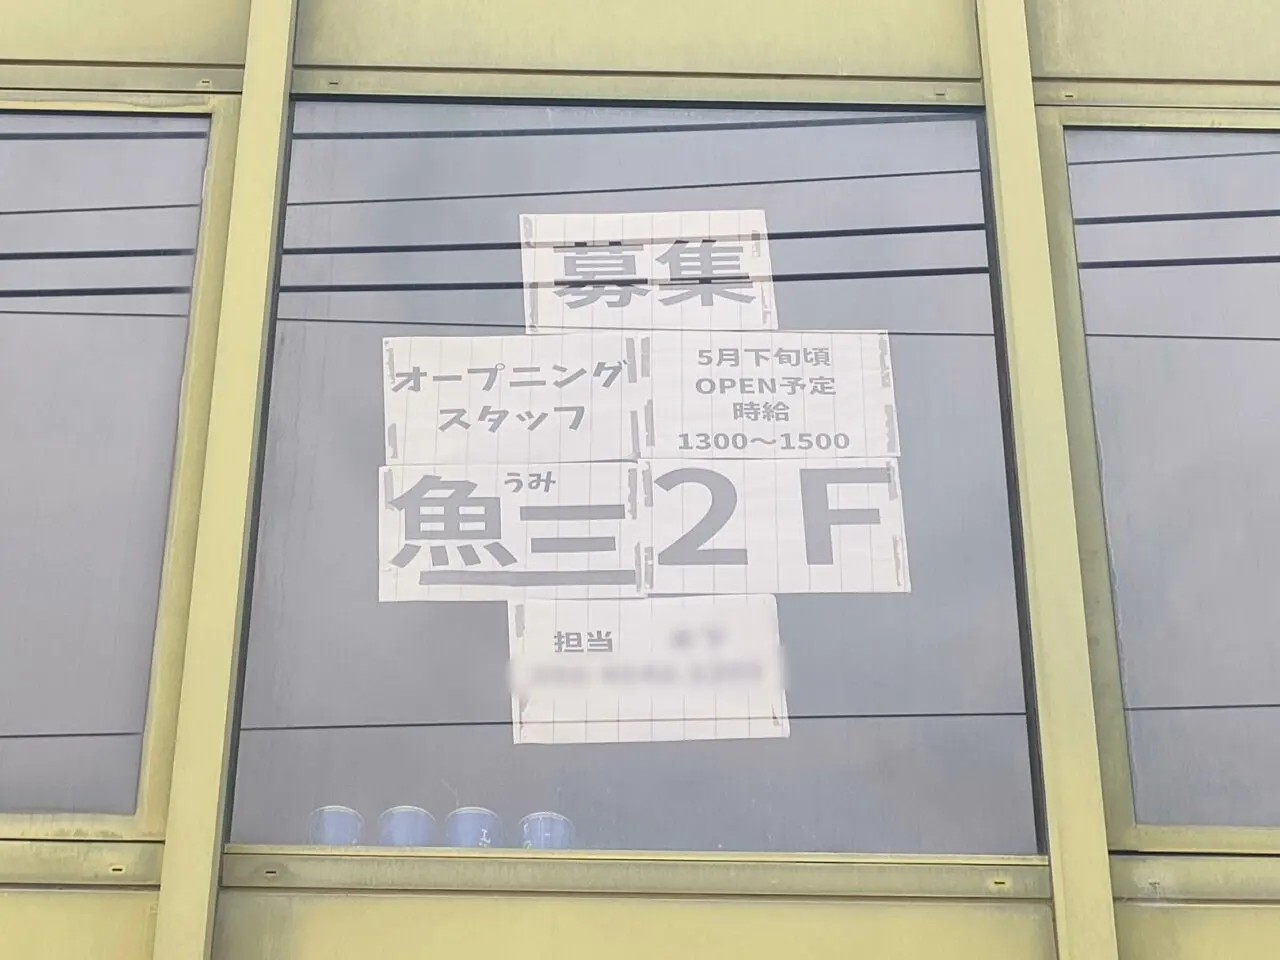 募集
オープニング
スタッフ
5月下旬頃
OPEN予定
時給
1300～1500
うみ
魚三
2F
担当